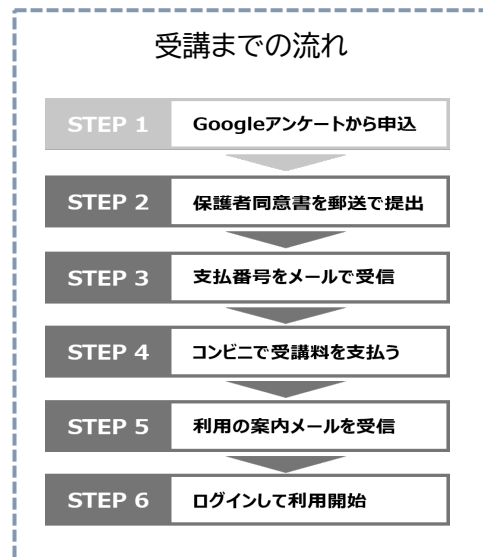 受講までの流れ
STEP 1 Googleアンケートから申込
STEP 2 保護者同意書を郵送で提出
STEP 3 支払番号をメールで受信
STEP 4 コンビニで受講料を支払う
STEP 5 利用の案内メールを受信
STEP 6 ログインして利用開始